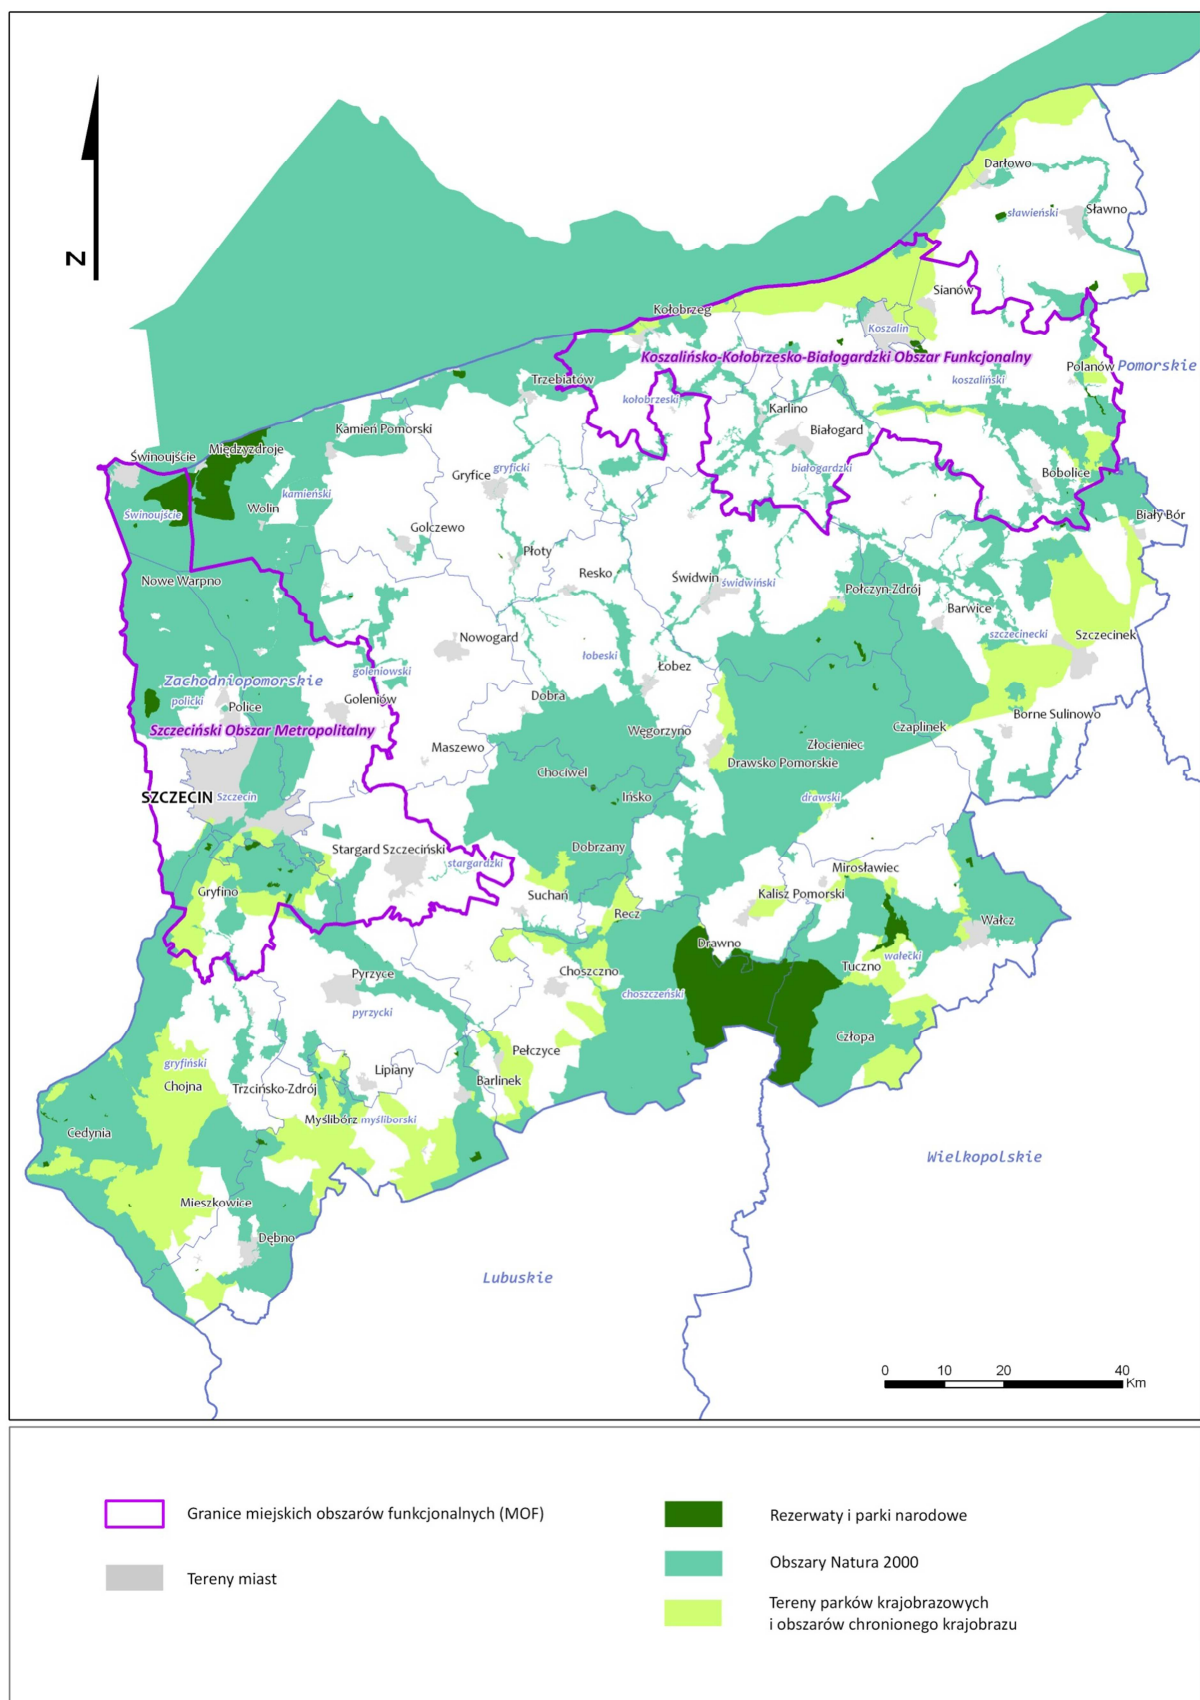 N
Darłowo
sławieński
Sławno
Sianów
Kołobrzeg
Koszalin
Koszalińsko-Kołobrzesko-Białogardzki Obszar Funkcjonalny
Polanów
Pomorskie
Trzebiatów
koszaliński
kołobrzeski
Karlino
Kamień Pomorski
Białogard
Międzyzdroje
Świnoujście
Gryfice
gryficki
białogardzki
Bobolice
kamieński
Świnoujście
Wolin
Biały Bór
Golczewo
Płoty
Resko
Nowe Warpno
Świdwin
świdwiński
Połczyn-Zdrój
Barwice
szczecinecki
Szczecinek
Nowogard
łobeski
Łobez
goleniowski
Zachodniopomorskie
policki
Police
Goleniów
Dobra
Borne Sulinowo
Szczeciński Obszar Metropolitalny
Węgorzyno
Czaplinek
Maszewo
Złocieniec
Drawsko Pomorskie
Chociwel
SZCZECIN
Szczecin
Ińsko
drawski
Stargard Szczeciński
Dobrzany
stargardzki
Mirosławiec
Gryfino
Suchań
Kalisz Pomorski
Recz
Wałcz
Drawno
wałecki
Tuczno
Pyrzyce
Choszczno
choszczeński
pyrzycki
Człopa
Pełczyce
gryfiński
Lipiany
Chojna
Trzcińsko-Zdrój
Barlinek
Myślibórz
myśliborski
Cedynia
Wielkopolskie
Mieszkowice
Dębno
Lubuskie
0 10 20 40
Km
Granice miejskich obszarów funkcjonalnych (MOF)
Tereny miast
Rezerwaty i parki narodowe
Obszary Natura 2000
Tereny parków krajobrazowych
i obszarów chronionego krajobrazu